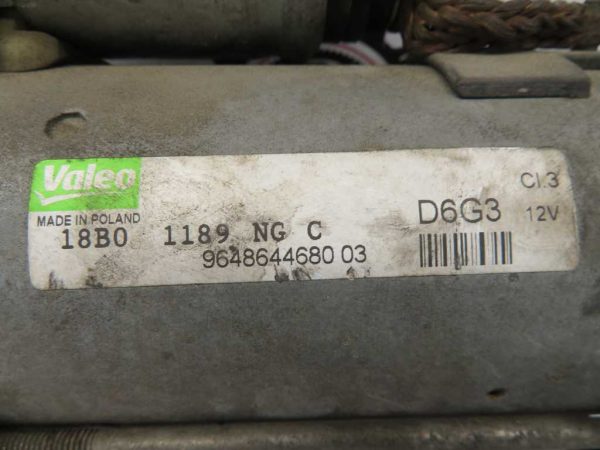 Valeo
MADE IN POLAND
18B0 1189 NG C
9648644680 03
D6G3
Cl.3
12V